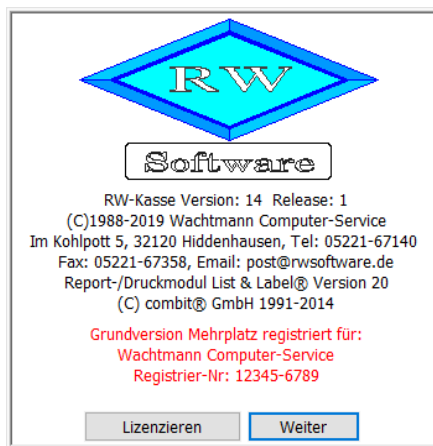 RW
Software
RW-Kasse Version: 14 Release: 1
(C)1988-2019 Wachtmann Computer-Service
Im Kohlpott 5, 32120 Hiddenhausen, Tel: 05221-67140
Fax: 05221-67358, Email: post@rwsoftware.de
Report-/Druckmodul List & Label® Version 20
(C) combit® GmbH 1991-2014
Grundversion Mehrplatz registriert für:
Wachtmann Computer-Service
Registrier-Nr: 12345-6789
Lizenzieren Weiter